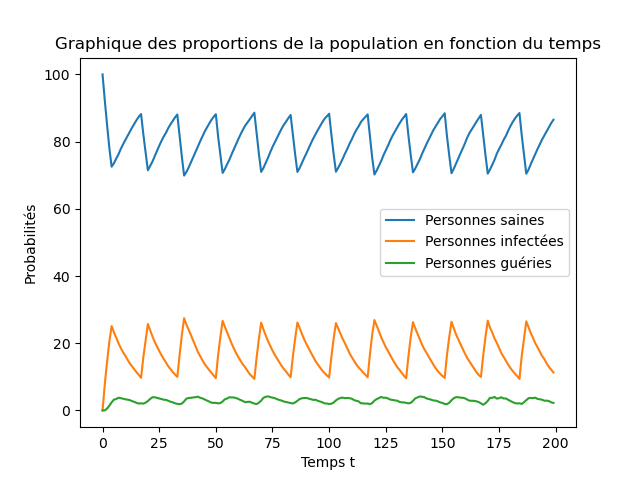 Graphique des proportions de la population en fonction du temps
100
80
60
40
20
0
Probabilités
Personnes saines
Personnes infectées
Personnes guéries
0 25 50 75 100 125 150 175 200
Temps t